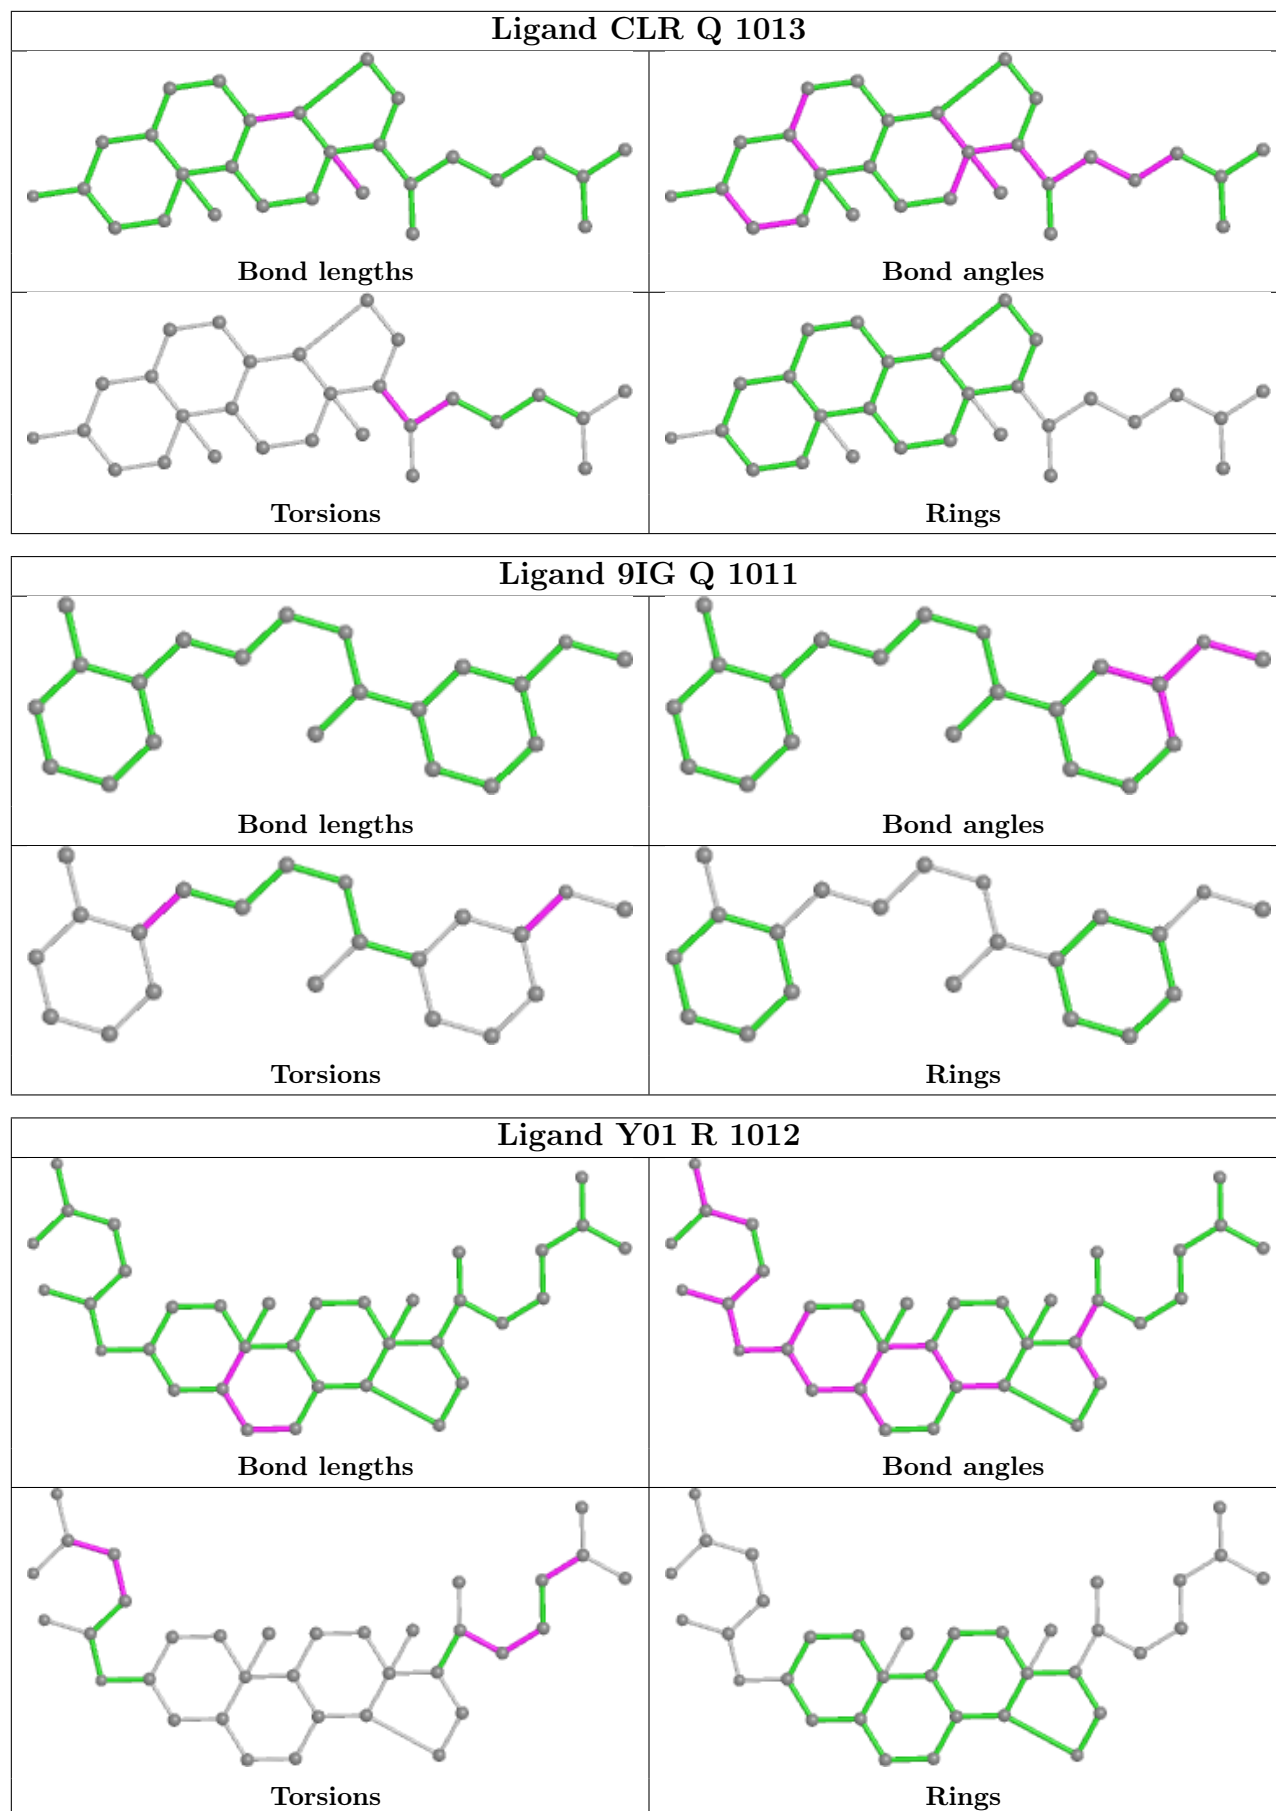 Ligand CLR Q 1013
Bond lengths
Bond angles
Torsions
Rings
Ligand 9IG Q 1011
Bond lengths
Bond angles
Torsions
Rings
Ligand Y01 R 1012
Bond lengths
Bond angles
Torsions
Rings